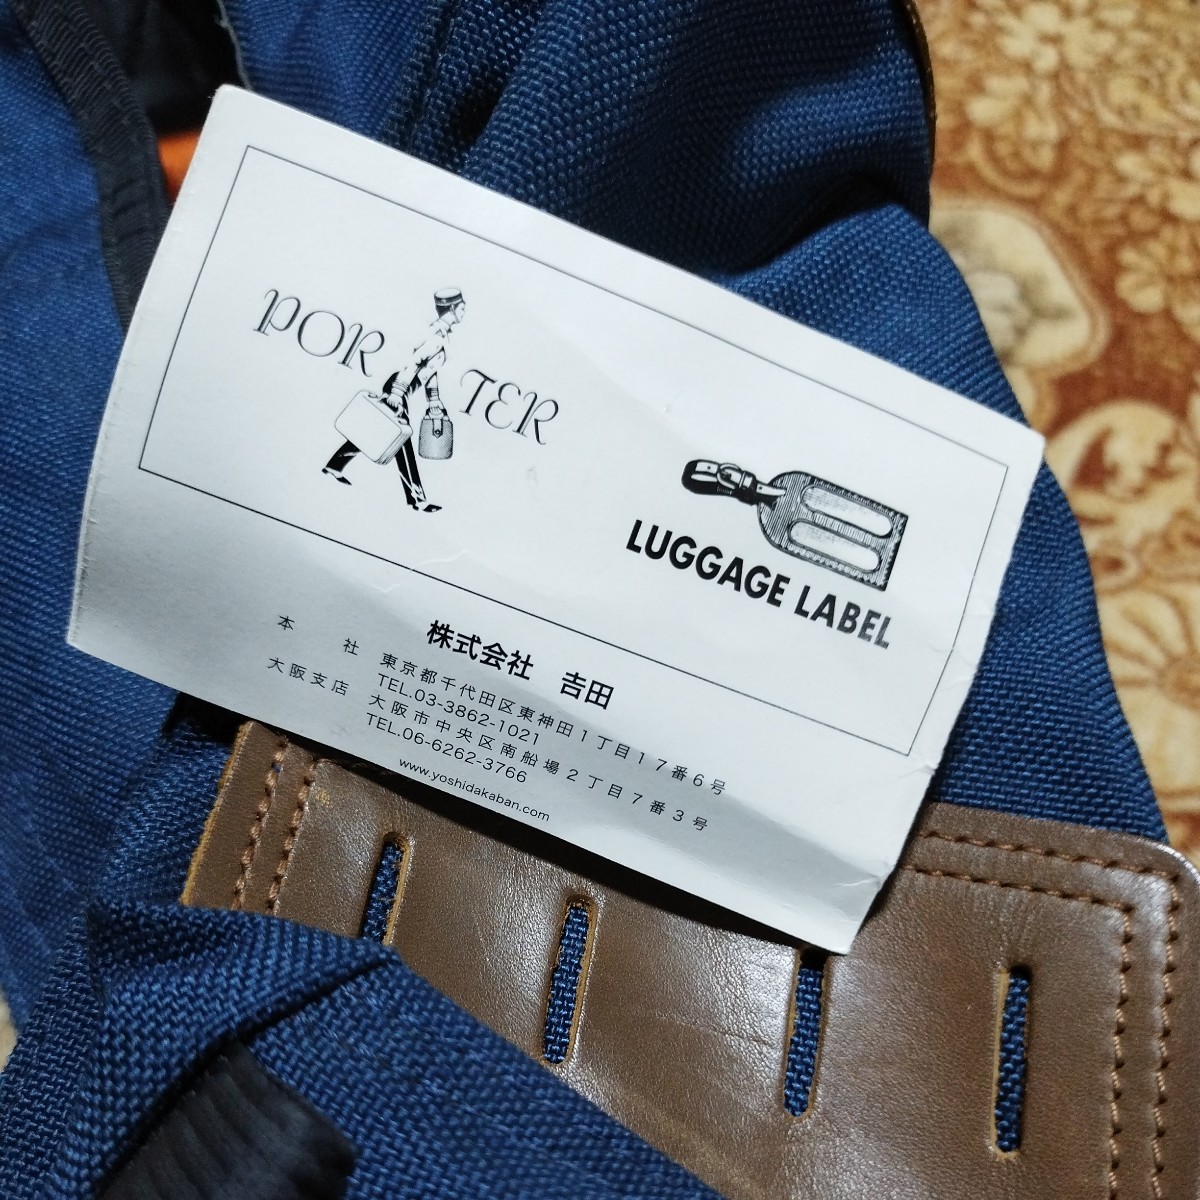 PORTER
LUGGAGE LABEL
株式会社 吉田
本社 東京都千代田区東神田1丁目17番6号
TEL.03-3862-1021
大阪支店 大阪市中央区南船場2丁目7番3号
TEL.06-6262-3766
www.yoshidakaban.com